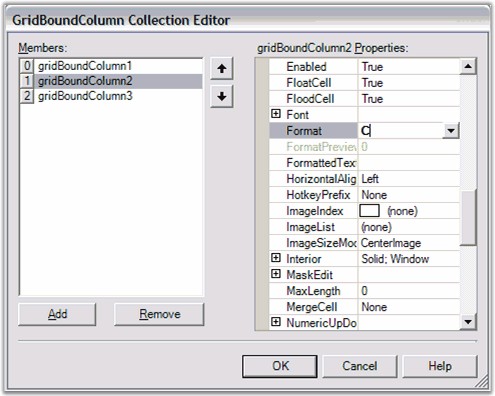 GridBoundColumn Collection Editor
Members:
0 gridBoundColumn1
1 gridBoundColumn2
2 gridBoundColumn3
Add
Remove
gridBoundColumn2 Properties:
Enabled True
FloatCell True
FloodCell True
Font
Format C
FormatPreview 0
FormattedTex
HorizontalAlig Left
HotkeyPrefix None
ImageIndex (none)
ImageList (none)
ImageSizeMoc CenterImage
Interior Solid; Window
MaskEdit
MaxLength 0
MergeCell None
NumericUpDo
OK
Cancel
Help